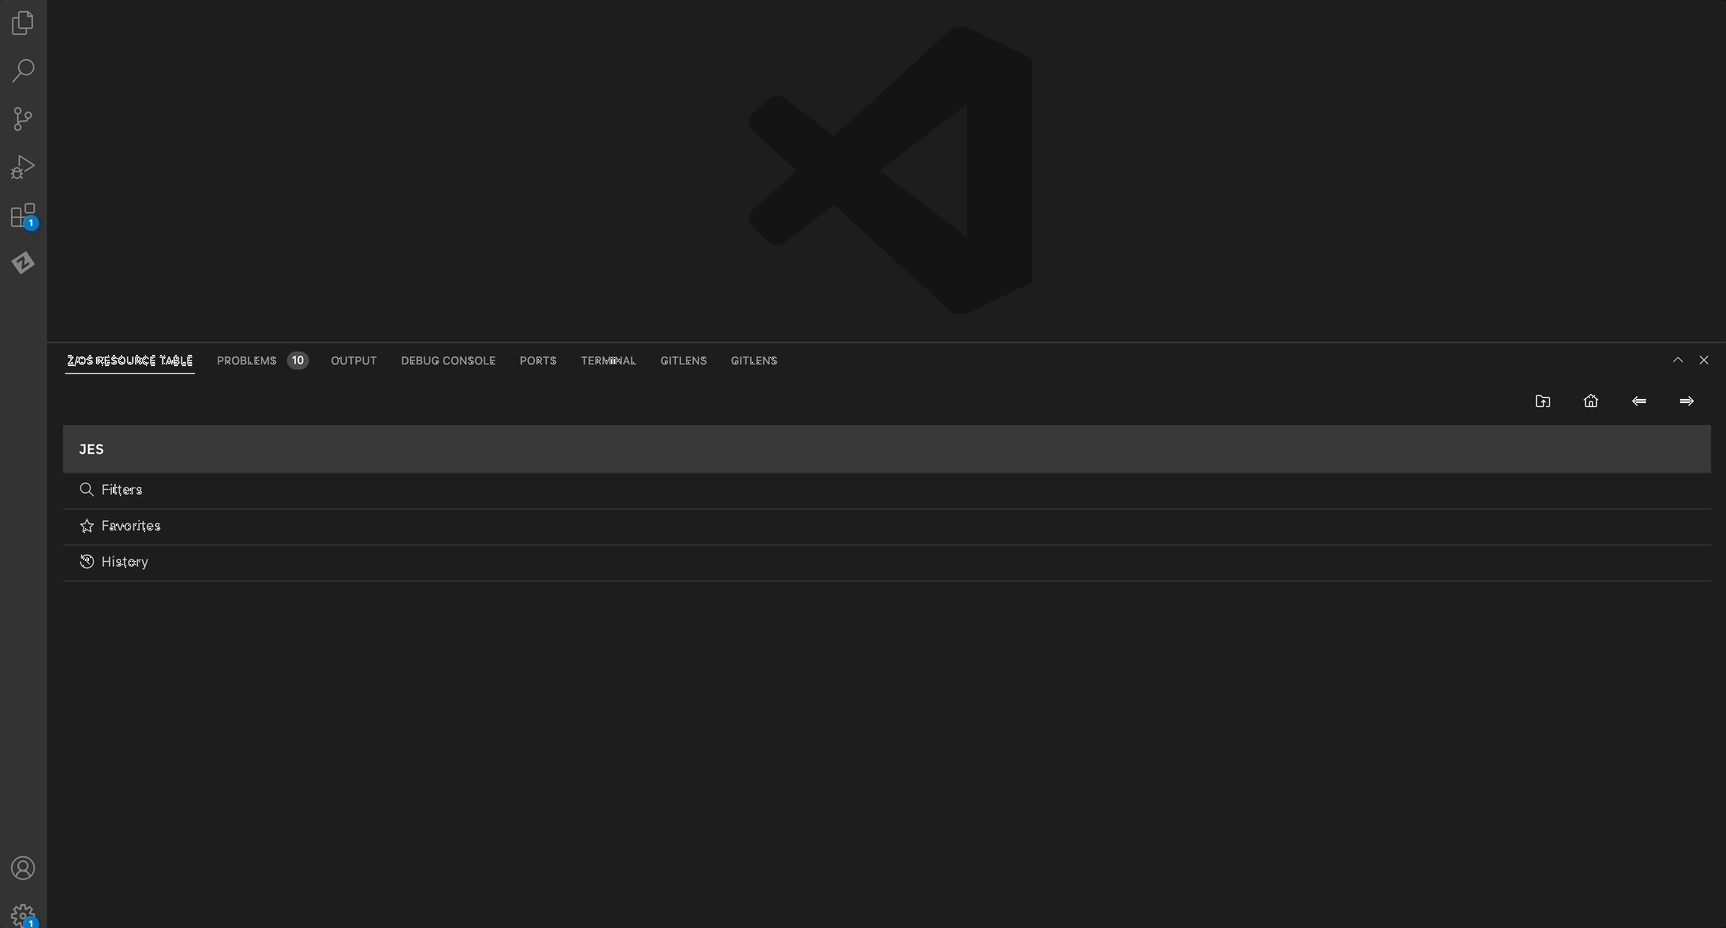 1
Z/OS RESOURCE TABLE PROBLEMS 10 OUTPUT DEBUG CONSOLE PORTS TERMINAL GITLENS GITLENS
JES
Filters
Favorites
History
1